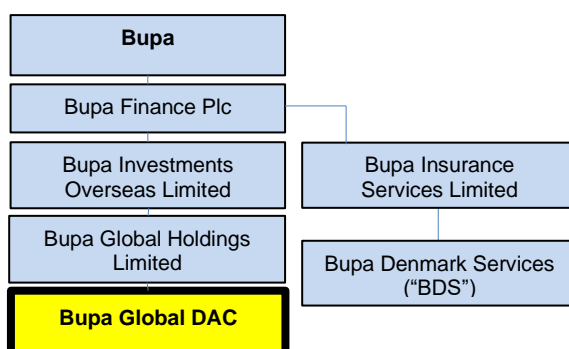 Bupa
Bupa Finance Plc
Bupa Investments
Overseas Limited
Bupa Insurance
Services Limited
Bupa Global Holdings
Limited
Bupa Denmark Services
(“BDS”)
Bupa Global DAC